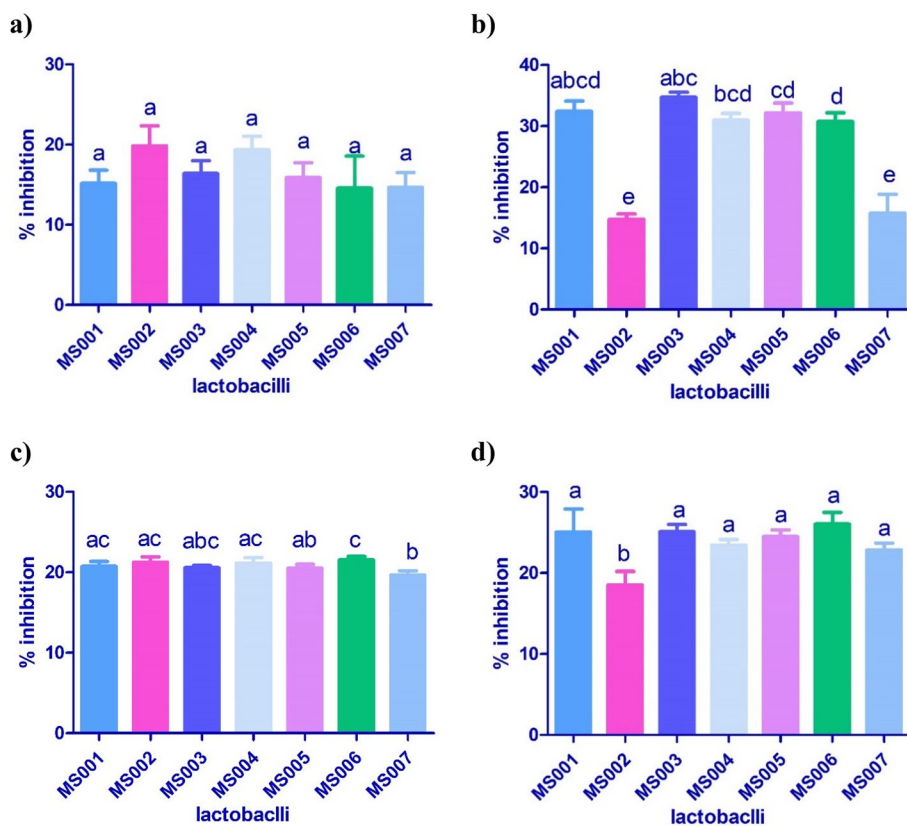 a)
% inhibition
30
20
10
0
a
a
a
a
a
a
a
MS001
MS002
MS003
MS004
MS005
MS006
MS007
lactobacilli
b)
% inhibition
40
30
20
10
0
abcd
e
abc
bcd
cd
d
e
MS001
MS002
MS003
MS004
MS005
MS006
MS007
lactobacilli
c)
% inhibition
30
20
10
0
ac
ac
abc
ac
ab
c
b
MS001
MS002
MS003
MS004
MS005
MS006
MS007
lactobaclli
d)
% inhibition
30
20
10
0
a
b
a
a
a
a
a
MS001
MS002
MS003
MS004
MS005
MS006
MS007
lactobaclli